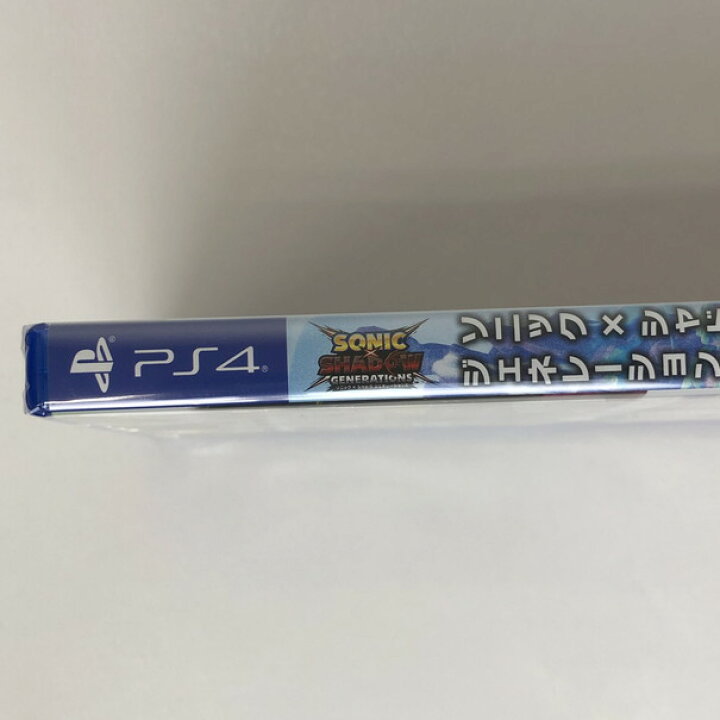 PS4
SONIC
×
SHADOW
GENERATIONS
ソニック × シャド
ジェネレーション